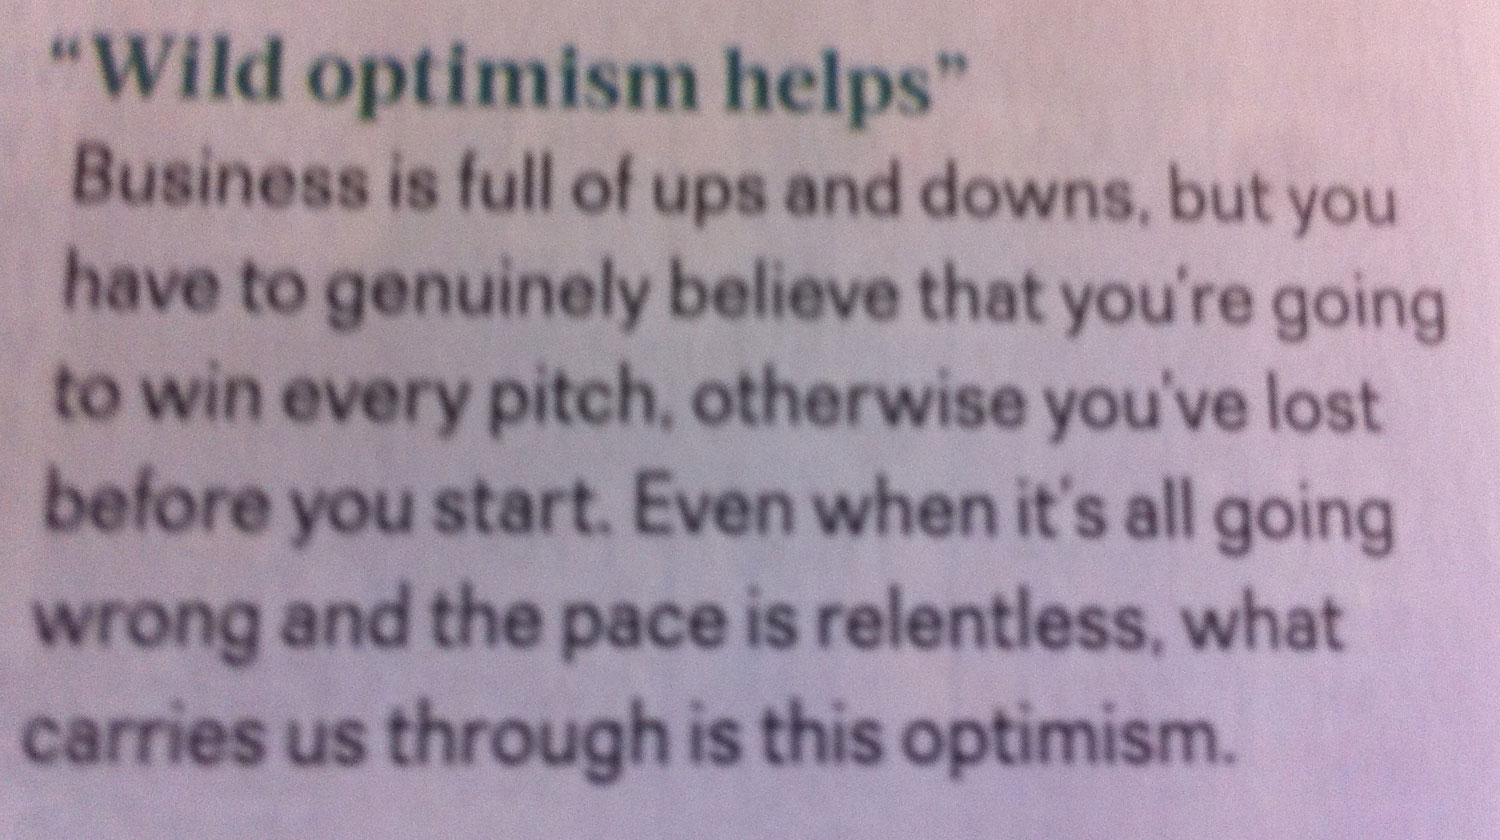 “Wild optimism helps”
Business is full of ups and downs, but you
have to genuinely believe that you're going
to win every pitch, otherwise you've lost
before you start. Even when it's all going
wrong and the pace is relentless, what
carries us through is this optimism.